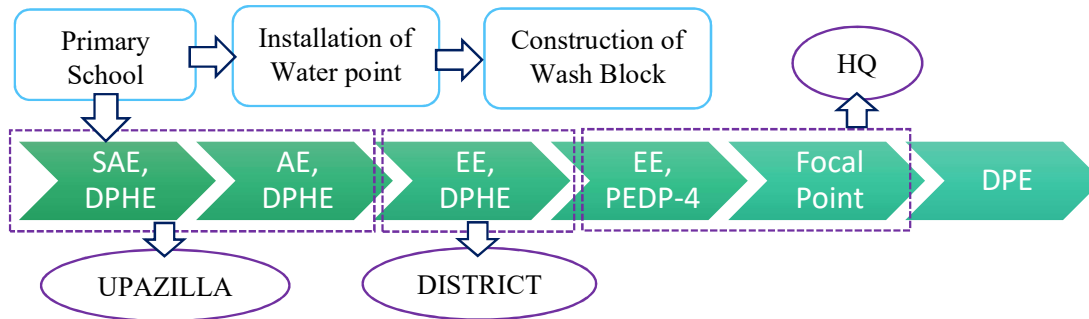 Primary
School
Installation of
Water point
Construction of
Wash Block
HQ
SAE,
DPHE
AE,
DPHE
EE,
DPHE
EE,
PEDP-4
Focal
Point
DPE
UPAZILLA
DISTRICT